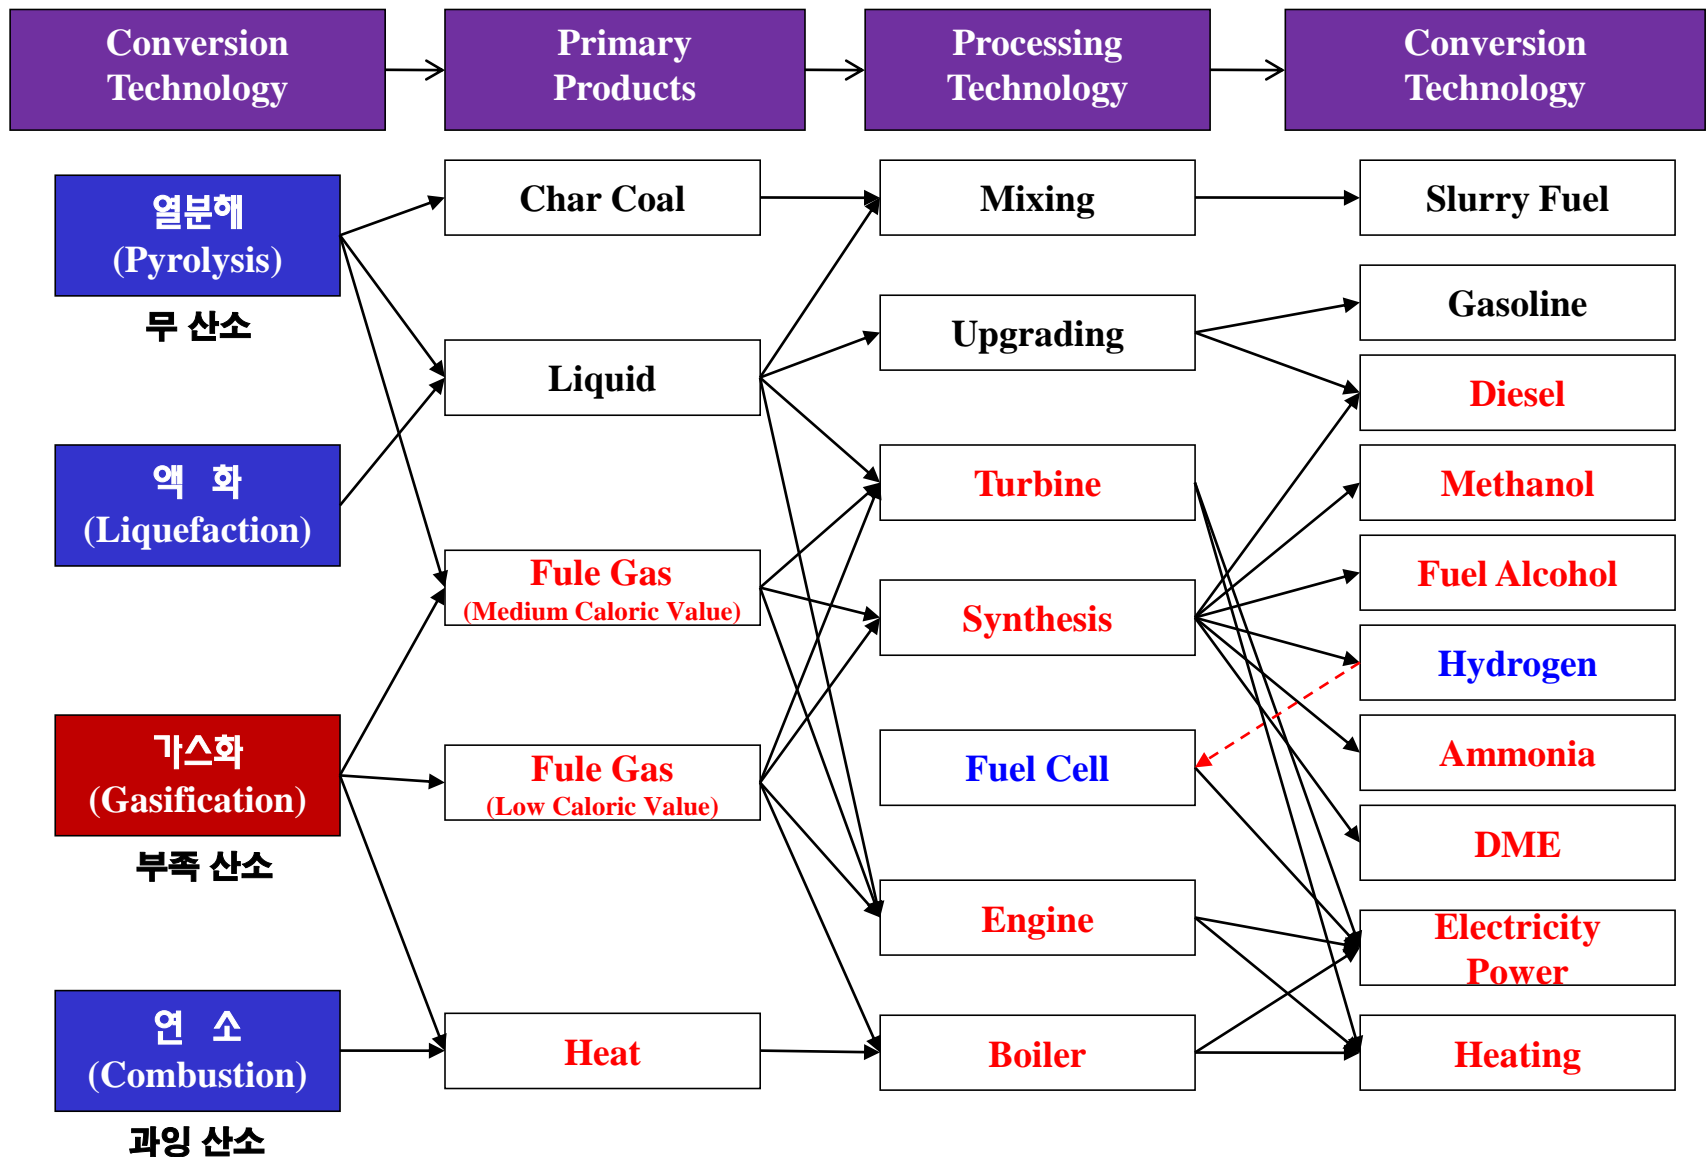 Conversion
Technology
Primary
Products
Processing
Technology
Conversion
Technology
열분해
(Pyrolysis)
무 산소
액 화
(Liquefaction)
가스화
(Gasification)
부족 산소
연 소
(Combustion)
과잉 산소
Char Coal
Liquid
Fule Gas
(Medium Caloric Value)
Fule Gas
(Low Caloric Value)
Heat
Mixing
Upgrading
Turbine
Synthesis
Fuel Cell
Engine
Boiler
Slurry Fuel
Gasoline
Diesel
Methanol
Fuel Alcohol
Hydrogen
Ammonia
DME
Electricity
Power
Heating